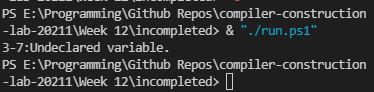 PS E:\Programming\Github Repos\compiler-construction
-lab-20211\Week 12\incompleted> & "./run.ps1"
3-7:Undeclared variable.
PS E:\Programming\Github Repos\compiler-construction
-lab-20211\Week 12\incompleted>